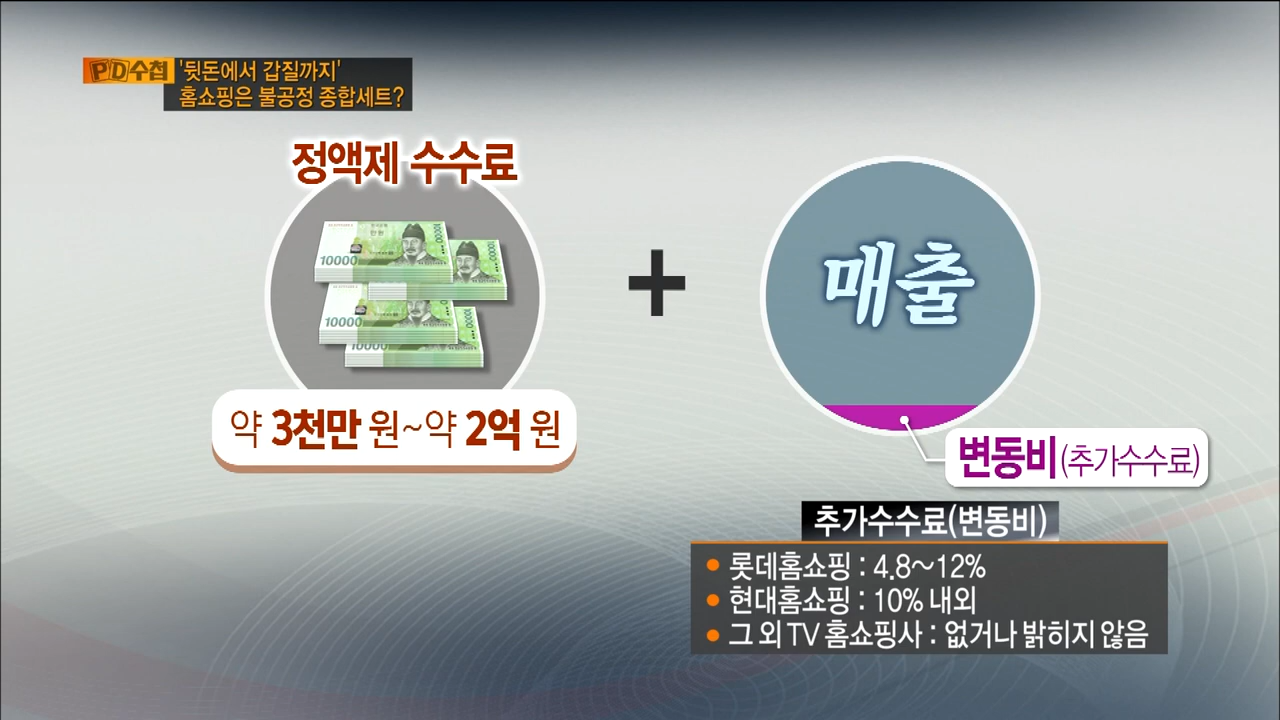 PD수첩 '뒷돈에서 갑질까지'
홈쇼핑은 불공정 종합세트?
정액제 수수료
10000
10000
10000
약 3천만 원~약 2억 원
+
매출
변동비(추가수수료)
추가수수료(변동비)
• 롯데홈쇼핑 : 4.8~12%
• 현대홈쇼핑 : 10% 내외
• 그 외 TV 홈쇼핑사 : 없거나 밝히지 않음